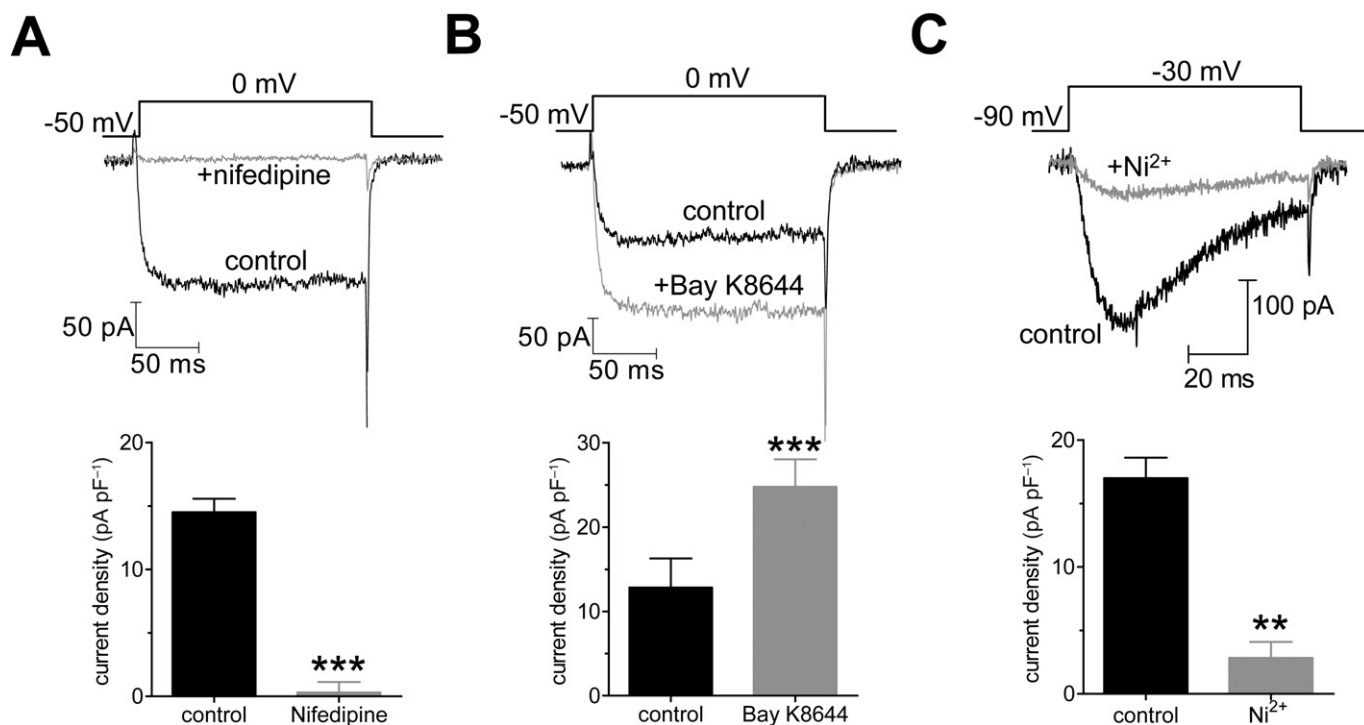 A
0 mV
-50 mV
+nifedipine
control
50 pA
50 ms
20
10
0
current density (pA pF⁻¹)
***
control Nifedipine
B
0 mV
-50 mV
control
+Bay K8644
50 pA
50 ms
30
20
10
0
current density (pA pF⁻¹)
***
control Bay K8644
C
-30 mV
-90 mV
+Ni²⁺
control
100 pA
20 ms
20
10
0
current density (pA pF⁻¹)
**
control Ni²⁺